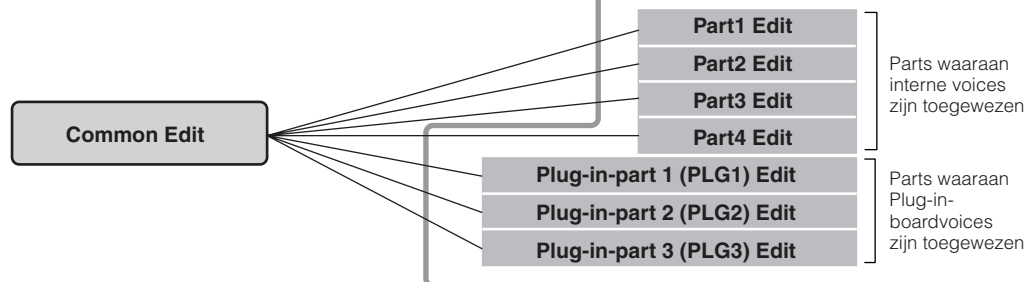 Common Edit
Part1 Edit
Part2 Edit
Part3 Edit
Part4 Edit
Parts waaraan
interne voices
zijn toegewezen
Plug-in-part 1 (PLG1) Edit
Plug-in-part 2 (PLG2) Edit
Plug-in-part 3 (PLG3) Edit
Parts waaraan
Plug-in-
boardvoices
zijn toegewezen